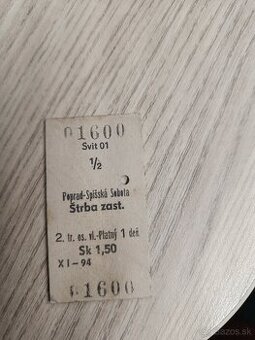 01600
Svit 01
1/2
Poprad-Spišská Sobota
Štrba zast.
2. tr. os. vl.-Platný 1 deň
Sk 1,50
XI-94
1600
bazos.sk